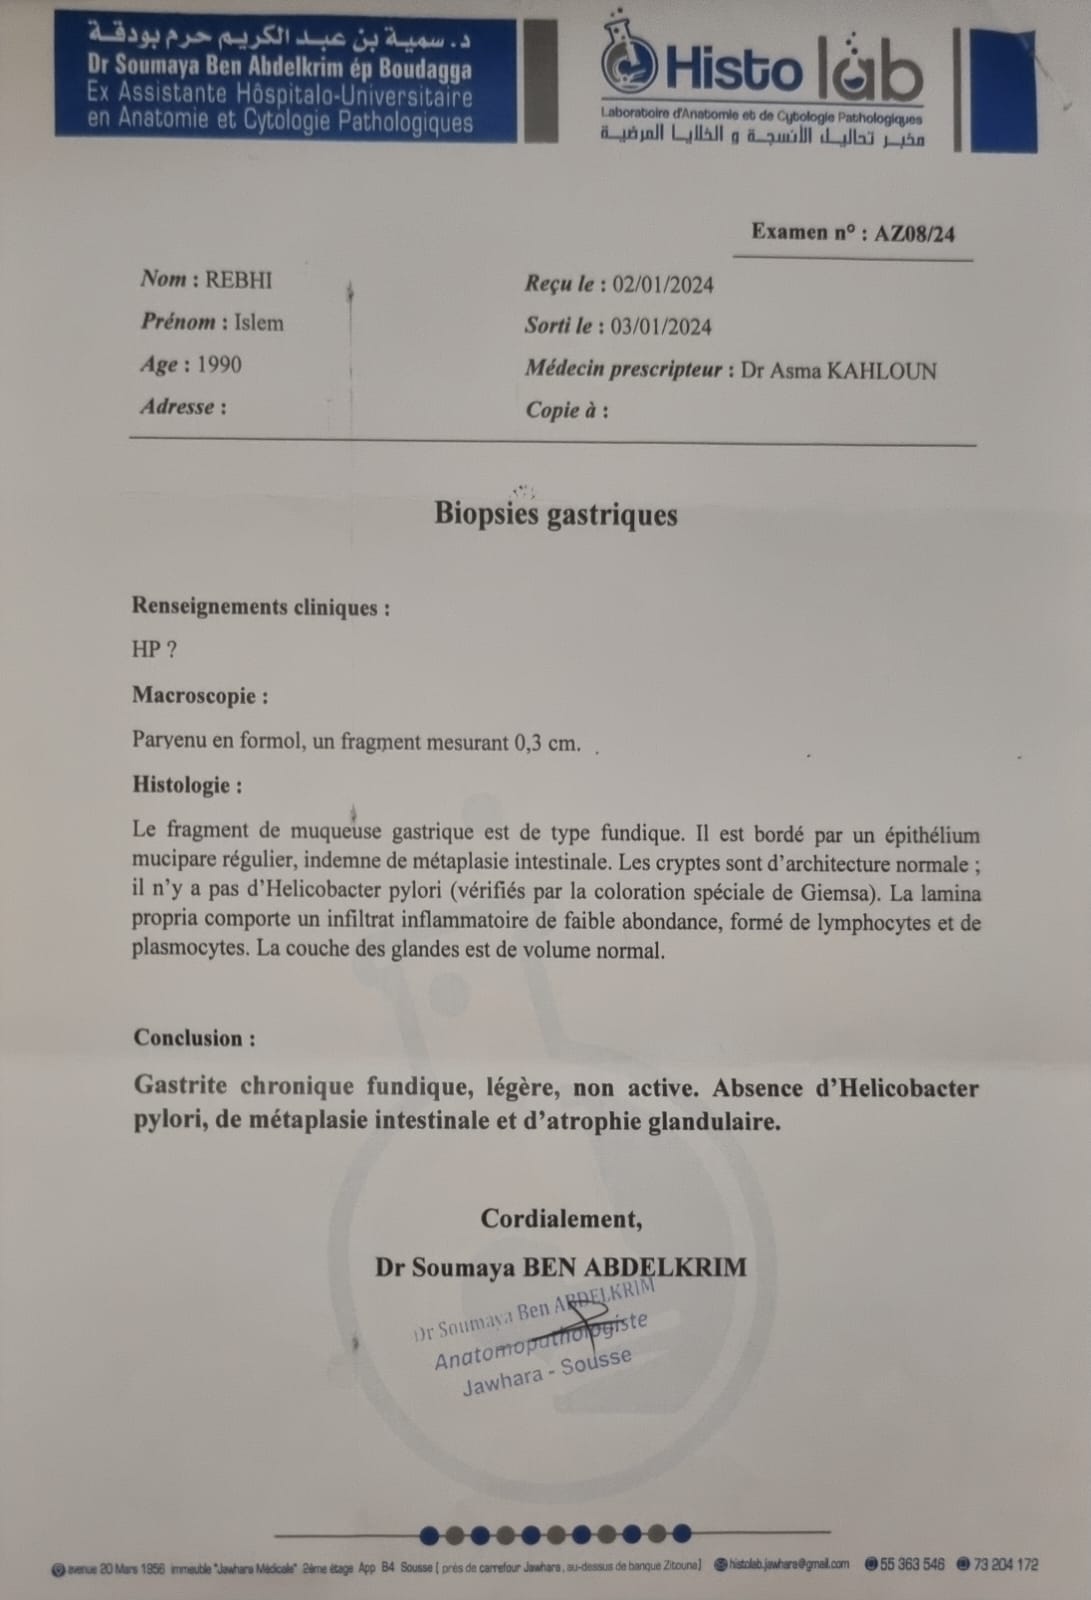 د. سمية بن عبد الكريم حرم بودقة
Dr Soumaya Ben Abdelkrim ép Boudagga
Ex Assistante Hôspitalo-Universitaire
en Anatomie et Cytologie Pathologiques
Histo lab
Laboratoire d'Anatomie et de Cytologie Pathologiques
مخبر تحاليل الأنسجة و الخلايا المرضية
Examen nº : AZ08/24
Nom : REBHI
Prénom : Islem
Age : 1990
Adresse :
Reçu le : 02/01/2024
Sorti le : 03/01/2024
Médecin prescripteur : Dr Asma KAHLOUN
Copie à :
Biopsies gastriques
Renseignements cliniques :
HP ?
Macroscopie :
Parvenu en formol, un fragment mesurant 0,3 cm.
Histologie :
Le fragment de muqueuse gastrique est de type fundique. Il est bordé par un épithélium
mucipare régulier, indemne de métaplasie intestinale. Les cryptes sont d'architecture normale ;
il n'y a pas d'Helicobacter pylori (vérifiés par la coloration spéciale de Giemsa). La lamina
propria comporte un infiltrat inflammatoire de faible abondance, formé de lymphocytes et de
plasmocytes. La couche des glandes est de volume normal.
Conclusion :
Gastrite chronique fundique, légère, non active. Absence d'Helicobacter
pylori, de métaplasie intestinale et d'atrophie glandulaire.
Cordialement,
Dr Soumaya BEN ABDELKRIM
Dr Soumaya Ben ABDELKRIM
Anatomopathologiste
Jawhara - Sousse
avenue 20 Mars 1956 immeuble "Jawhara Médicale" 2ème étage App B4 Sousse ( près de carrefour Jawhara, au-dessus de banque Zitouna) histolab.jawhara@gmail.com 55 363 546 73 204 172